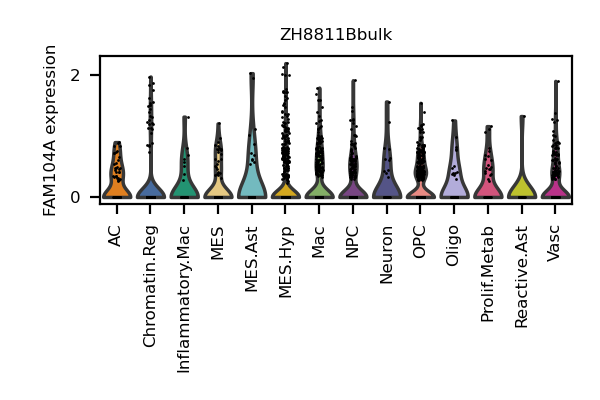 ZH8811Bbulk
FAM104A expression
2
0
AC
Chromatin.Reg
Inflammatory.Mac
MES
MES.Ast
MES.Hyp
Mac
NPC
Neuron
OPC
Oligo
Prolif.Metab
Reactive.Ast
Vasc